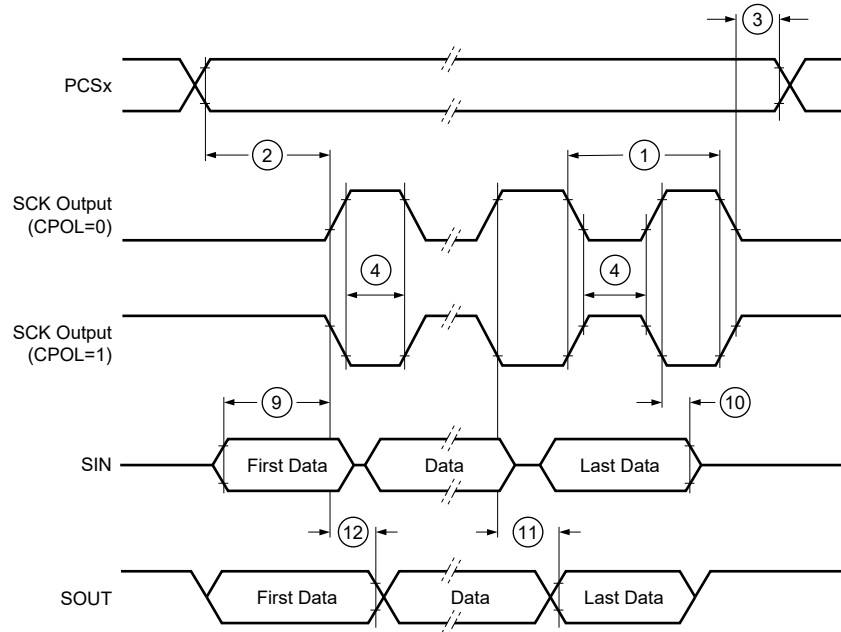 3
PCSx
2
1
SCK Output
(CPOL=0)
4
4
SCK Output
(CPOL=1)
9
10
SIN
First Data
Data
Last Data
12
11
SOUT
First Data
Data
Last Data